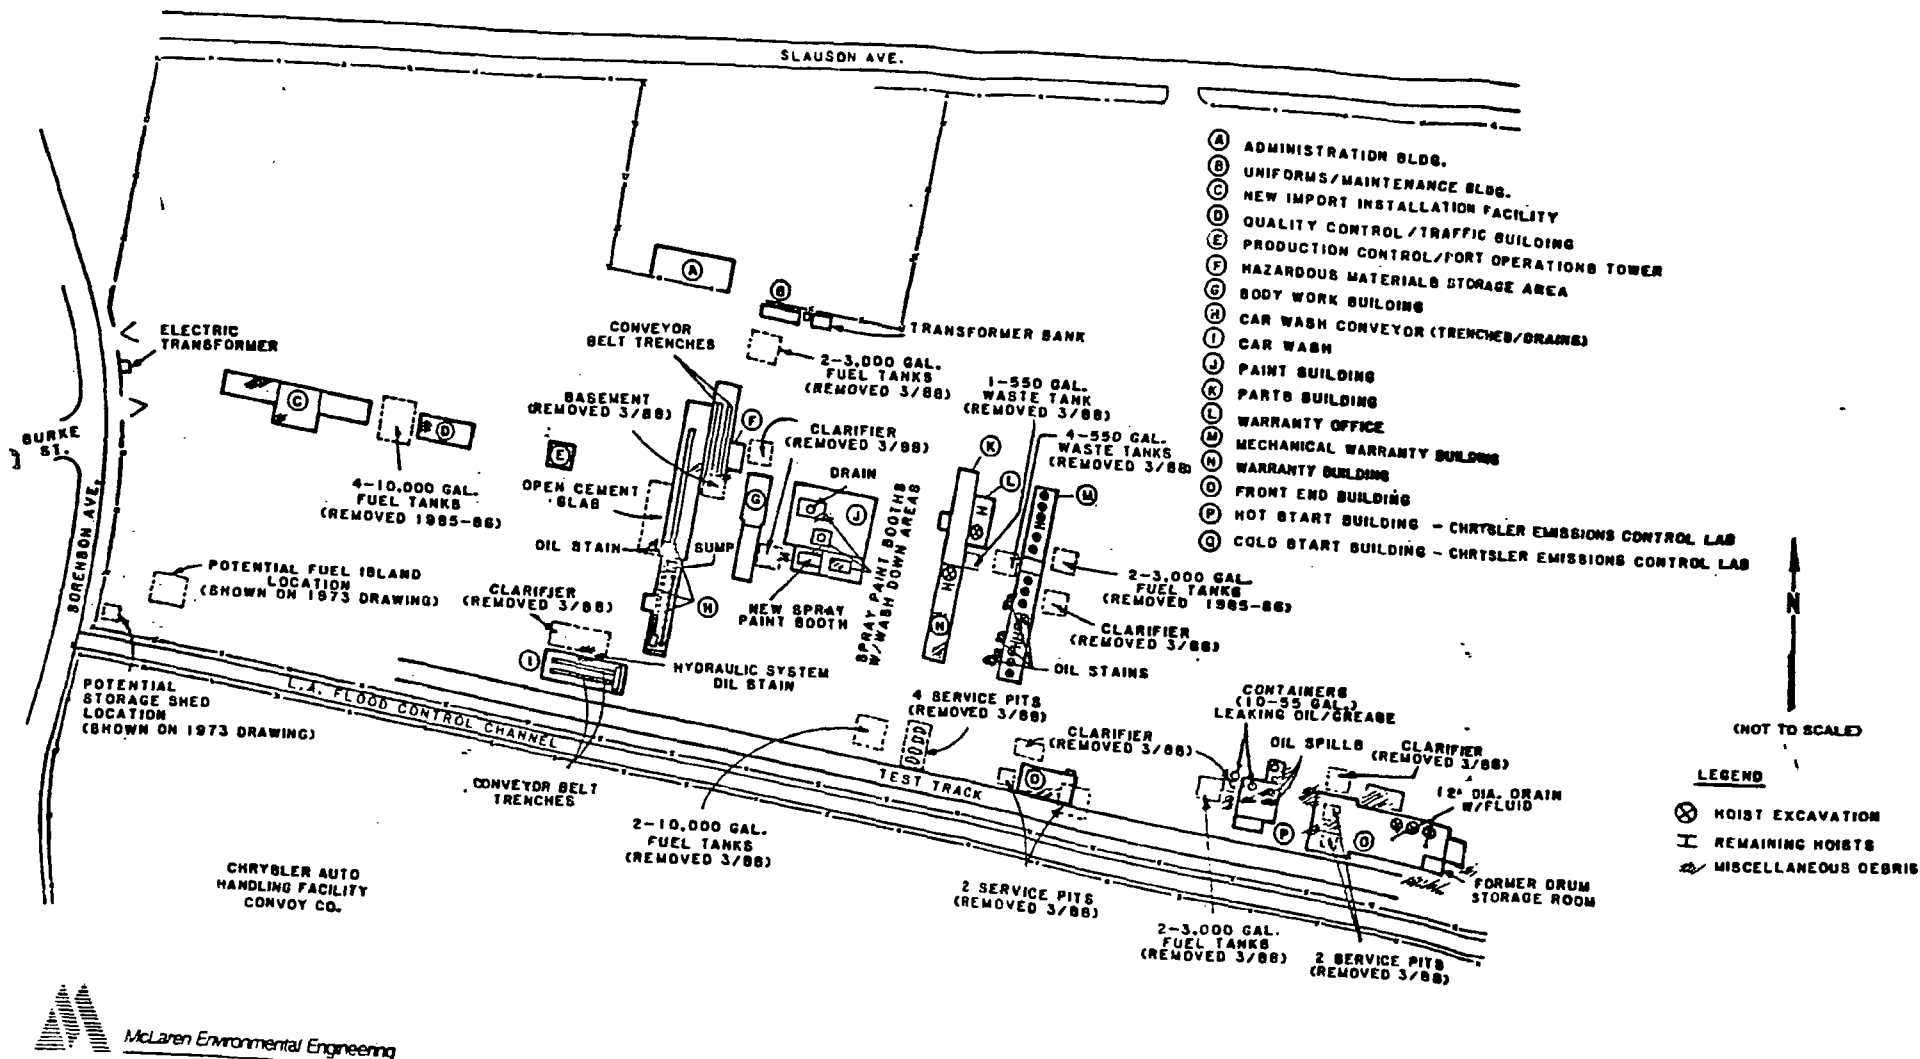 SLAUSON AVE.
Ⓐ ADMINISTRATION BLDG.
Ⓑ UNIFORMS/MAINTENANCE BLDG.
Ⓒ NEW IMPORT INSTALLATION FACILITY
Ⓓ QUALITY CONTROL/TRAFFIC BUILDING
Ⓔ PRODUCTION CONTROL/PORT OPERATIONS TOWER
Ⓕ HAZARDOUS MATERIALS STORAGE AREA
Ⓖ BODY WORK BUILDING
Ⓗ CAR WASH CONVEYOR (TRENCHES/DRAINS)
Ⓘ CAR WASH
Ⓙ PAINT BUILDING
Ⓚ PARTS BUILDING
Ⓛ WARRANTY OFFICE
Ⓜ MECHANICAL WARRANTY BUILDING
Ⓝ WARRANTY BUILDING
Ⓞ FRONT END BUILDING
Ⓟ HOT START BUILDING - CHRYSLER EMISSIONS CONTROL LAB
Ⓠ COLD START BUILDING - CHRYSLER EMISSIONS CONTROL LAB
A
B
TRANSFORMER BANK
ELECTRIC
TRANSFORMER
CONVEYOR
BELT TRENCHES
2-3,000 GAL.
FUEL TANKS
(REMOVED 3/88)
C
D
E
F
BASEMENT
(REMOVED 3/88)
CLARIFIER
(REMOVED 3/88)
1-550 GAL.
WASTE TANK
(REMOVED 3/88)
4-550 GAL.
WASTE TANKS
(REMOVED 3/88)
K
L
M
BURKE
ST.
SORENSON AVE.
4-10,000 GAL.
FUEL TANKS
(REMOVED 1985-86)
OPEN CEMENT
SLAB
G
DRAIN
J
SPRAY PAINT BOOTHS
W/WASH DOWN AREAS
OIL STAIN
SUMP
H
NEW SPRAY
PAINT BOOTH
N
2-3,000 GAL.
FUEL TANKS
(REMOVED 1985-86)
CLARIFIER
(REMOVED 3/88)
OIL STAINS
POTENTIAL FUEL ISLAND
LOCATION
(SHOWN ON 1973 DRAWING)
CLARIFIER
(REMOVED 3/88)
I
HYDRAULIC SYSTEM
OIL STAIN
POTENTIAL
STORAGE SHED
LOCATION
(SHOWN ON 1973 DRAWING)
L.A. FLOOD CONTROL CHANNEL
CONVEYOR BELT
TRENCHES
4 SERVICE PITS
(REMOVED 3/88)
TEST TRACK
2-10,000 GAL.
FUEL TANKS
(REMOVED 3/88)
CLARIFIER
(REMOVED 3/88)
O
2 SERVICE PITS
(REMOVED 3/88)
CONTAINERS
(10-55 GAL.)
LEAKING OIL/GREASE
OIL SPILLS
CLARIFIER
(REMOVED 3/88)
12" DIA. DRAIN
W/FLUID
P
Q
2-3,000 GAL.
FUEL TANKS
(REMOVED 3/88)
2 SERVICE PITS
(REMOVED 3/88)
FORMER DRUM
STORAGE ROOM
N
(NOT TO SCALE)
LEGEND
HOIST EXCAVATION
REMAINING HOISTS
MISCELLANEOUS DEBRIS
CHRYSLER AUTO
HANDLING FACILITY
CONVOY CO.
McLaren Environmental Engineering